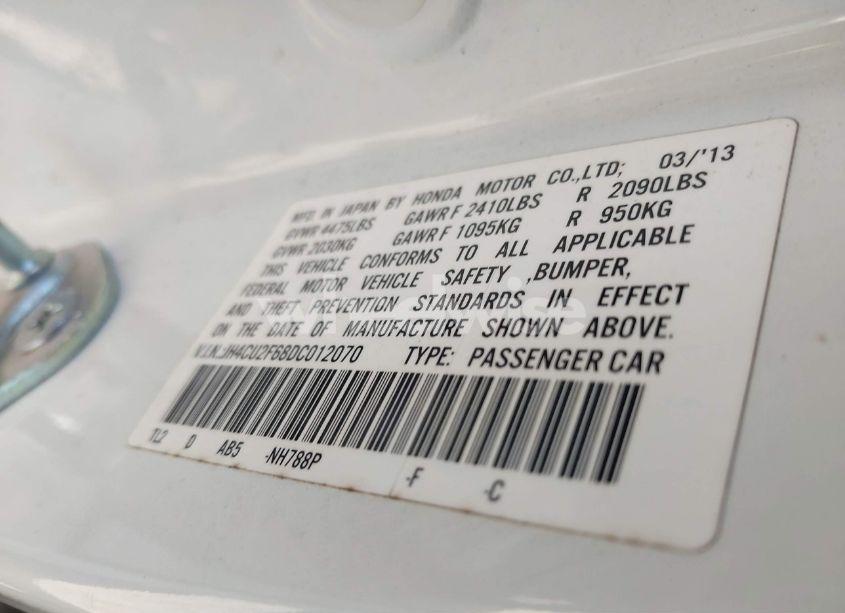 MFD. IN JAPAN BY HONDA MOTOR CO.,LTD; 03/'13
GVWR 4475LBS GAWR F 2410LBS R 2090LBS
GVWR 2030KG GAWR F 1095KG R 950KG
THIS VEHICLE CONFORMS TO ALL APPLICABLE
FEDERAL MOTOR VEHICLE SAFETY ,BUMPER,
AND THEFT PREVENTION STANDARDS IN EFFECT
ON THE DATE OF MANUFACTURE SHOWN ABOVE.
V.I.N.:JH4CU2F68DC012070 TYPE: PASSENGER CAR
TL2 D AB5 -NH788P -F -C